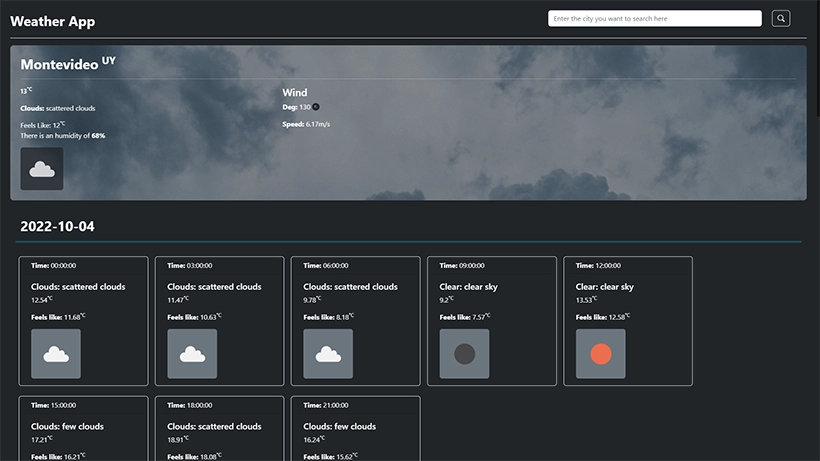 Weather App
Enter the city you want to search here
Montevideo UY
13°C
Clouds: scattered clouds
Feels Like: 12°C
There is an humidity of 68%
Wind
Deg: 130
Speed: 6.17m/s
2022-10-04
Time: 00:00:00
Clouds: scattered clouds
12.54°C
Feels like: 11.68°C
Time: 03:00:00
Clouds: scattered clouds
11.47°C
Feels like: 10.63°C
Time: 06:00:00
Clouds: scattered clouds
9.78°C
Feels like: 8.18°C
Time: 09:00:00
Clear: clear sky
9.2°C
Feels like: 7.57°C
Time: 12:00:00
Clear: clear sky
13.53°C
Feels like: 12.58°C
Time: 15:00:00
Clouds: few clouds
17.21°C
Feels like: 16.21°C
Time: 18:00:00
Clouds: scattered clouds
18.91°C
Feels like: 18.08°C
Time: 21:00:00
Clouds: few clouds
16.24°C
Feels like: 15.62°C